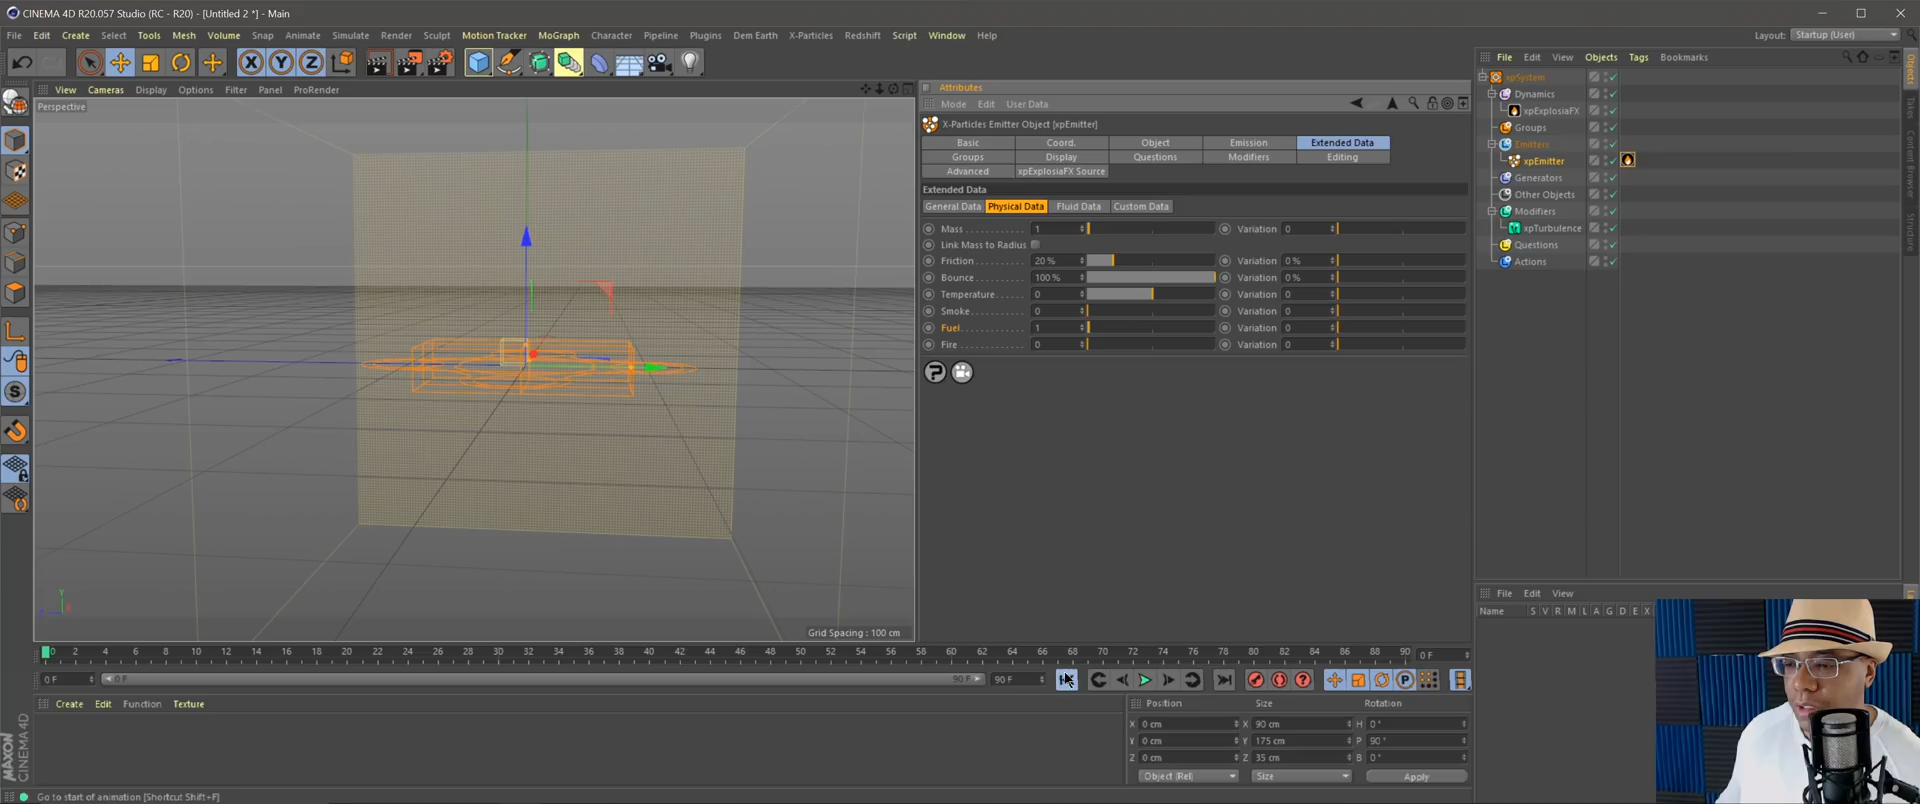 CINEMA 4D R20.057 Studio (RC - R20) - [Untitled 2 *] - Main
File Edit Create Select Tools Mesh Volume Snap Animate Simulate Render Sculpt Motion Tracker MoGraph Character Pipeline Plugins Dem Earth X-Particles Redshift Script Window Help
Layout: Startup (User)
View Cameras Display Options Filter Panel ProRender
Perspective
Grid Spacing : 100 cm
Attributes
Mode Edit User Data
X-Particles Emitter Object [xpEmitter]
Basic Coord. Object Emission Extended Data
Groups Display Questions Modifiers Editing
Advanced xpExplosiaFX Source
Extended Data
General Data Physical Data Fluid Data Custom Data
Mass 1 Variation 0
Link Mass to Radius
Friction 20 % Variation 0 %
Bounce 100 % Variation 0 %
Temperature 0 Variation 0
Smoke 0 Variation 0
Fuel 1 Variation 0
Fire 0 Variation 0
File Edit View Objects Tags Bookmarks
xpSystem
Dynamics
xpExplosiaFX
Groups
Emitters
xpEmitter
Generators
Other Objects
Modifiers
xpTurbulence
Questions
Actions
Objects
Takes
Content Browser
Structure
File Edit View
Name S V R M L A G D E X
0 2 4 6 8 10 12 14 16 18 20 22 24 26 28 30 32 34 36 38 40 42 44 46 48 50 52 54 56 58 60 62 64 66 68 70 72 74 76 78 80 82 84 86 88 90 0 F
0 F 0 F 90 F 90 F
Create Edit Function Texture
Position Size Rotation
X 0 cm X 90 cm H 0 °
Y 0 cm Y 175 cm P 90 °
Z 0 cm Z 35 cm B 0 °
Object (Rel) Size Apply
MAXON
CINEMA 4D
Go to start of animation [Shortcut Shift+F]